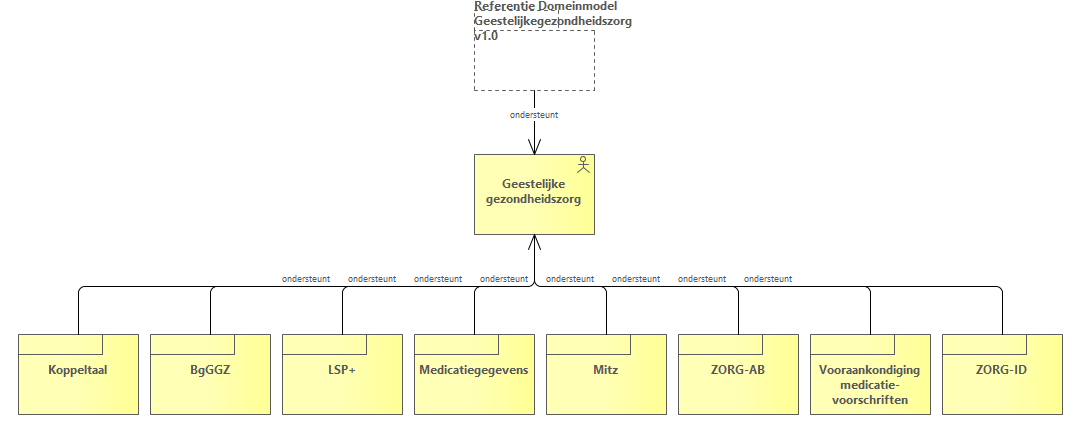 Referentie Domeinmodel
Geestelijkegezondheidszorg
v1.0
ondersteunt
Geestelijke
gezondheidszorg
ondersteunt ondersteunt ondersteunt ondersteunt ondersteunt ondersteunt ondersteunt ondersteunt
Koppeltaal
BgGGZ
LSP+
Medicatiegegevens
Mitz
ZORG-AB
Vooraankondiging
medicatie-
voorschriften
ZORG-ID